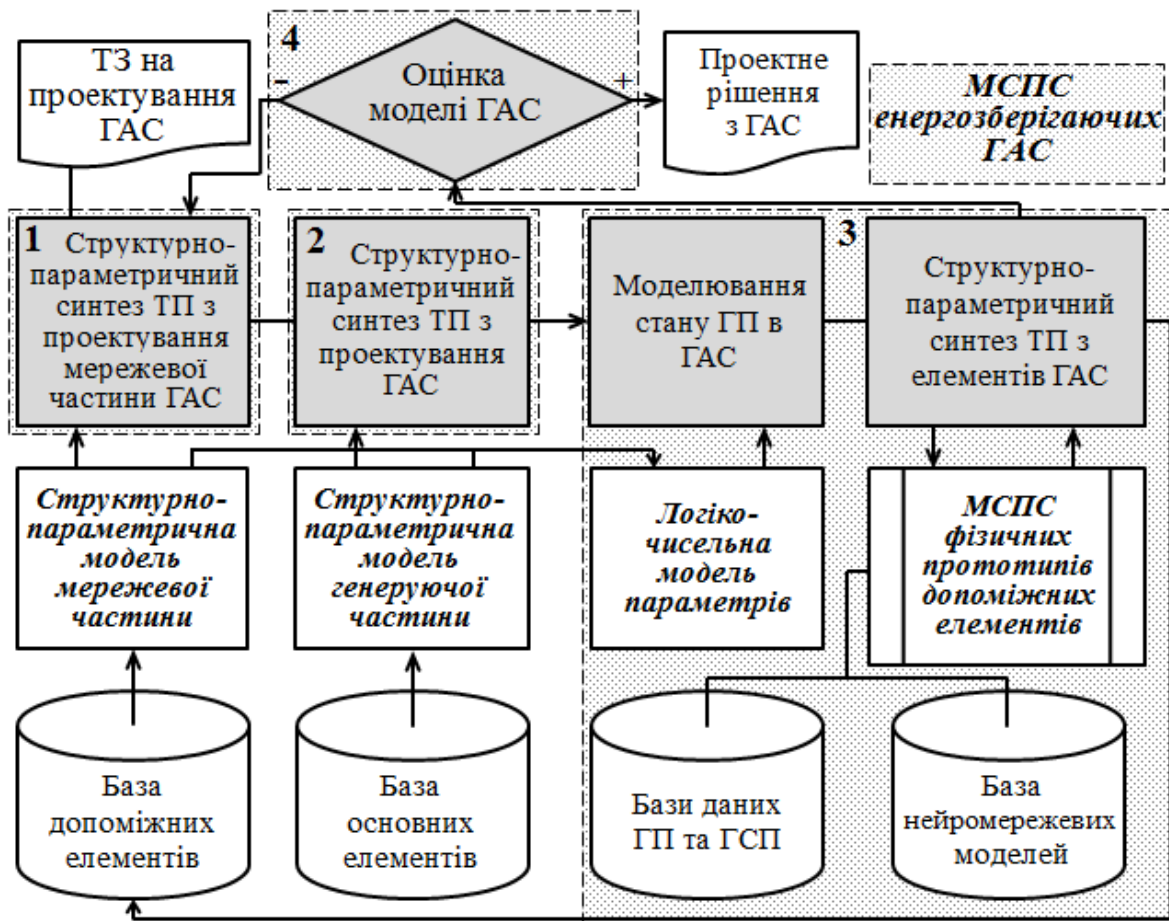 ТЗ на
проектування
ГАС
4
-
Оцінка
моделі ГАС
+
Проектне
рішення
з ГАС
МСПС
енергозберігаючих
ГАС
1 Структурно-
параметричний
синтез ТП з
проектування
мережевої
частини ГАС
2 Структурно-
параметричний
синтез ТП з
проектування
ГАС
Моделювання
стану ГП в
ГАС
3
Структурно-
параметричний
синтез ТП з
елементів ГАС
Структурно-
параметрична
модель
мережевої
частини
Структурно-
параметрична
модель
генеруючої
частини
Логіко-
чисельна
модель
параметрів
МСПС
фізичних
прототипів
допоміжних
елементів
База
допоміжних
елементів
База
основних
елементів
Бази даних
ГП та ГСП
База
нейромережевих
моделей